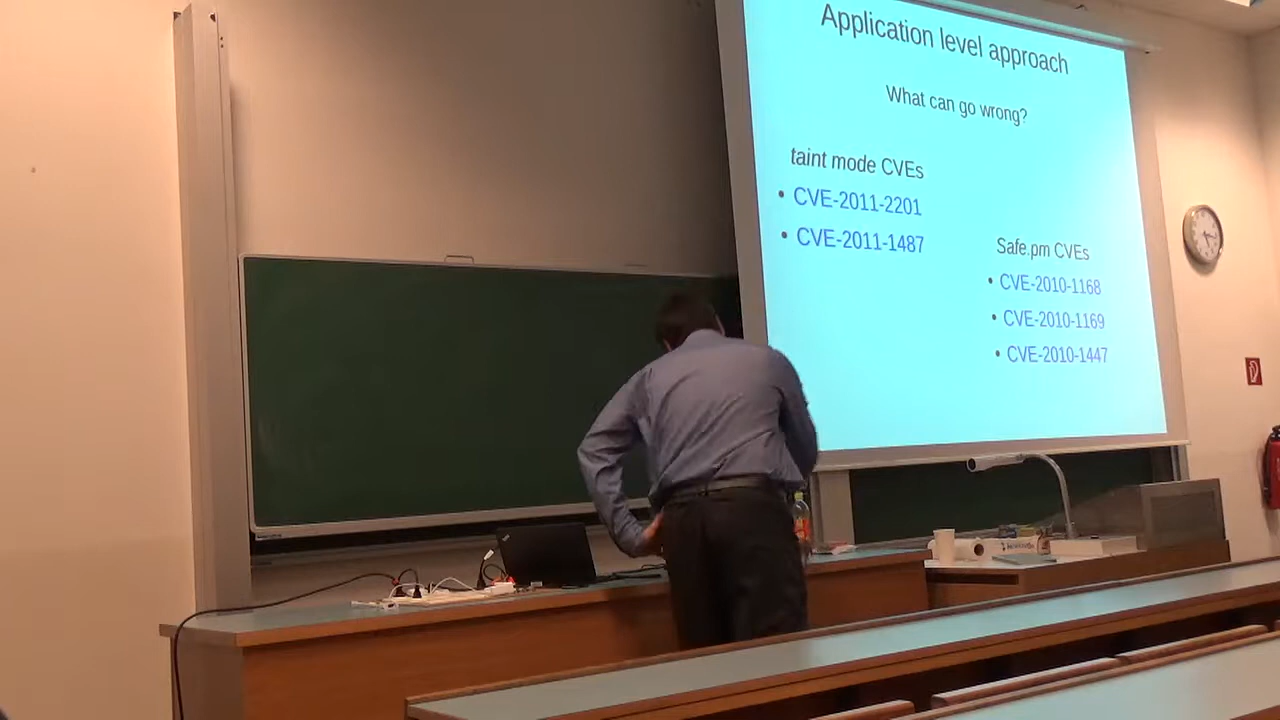 Application level approach
What can go wrong?
taint mode CVEs
• CVE-2011-2201
• CVE-2011-1487
Safe.pm CVEs
• CVE-2010-1168
• CVE-2010-1169
• CVE-2010-1447